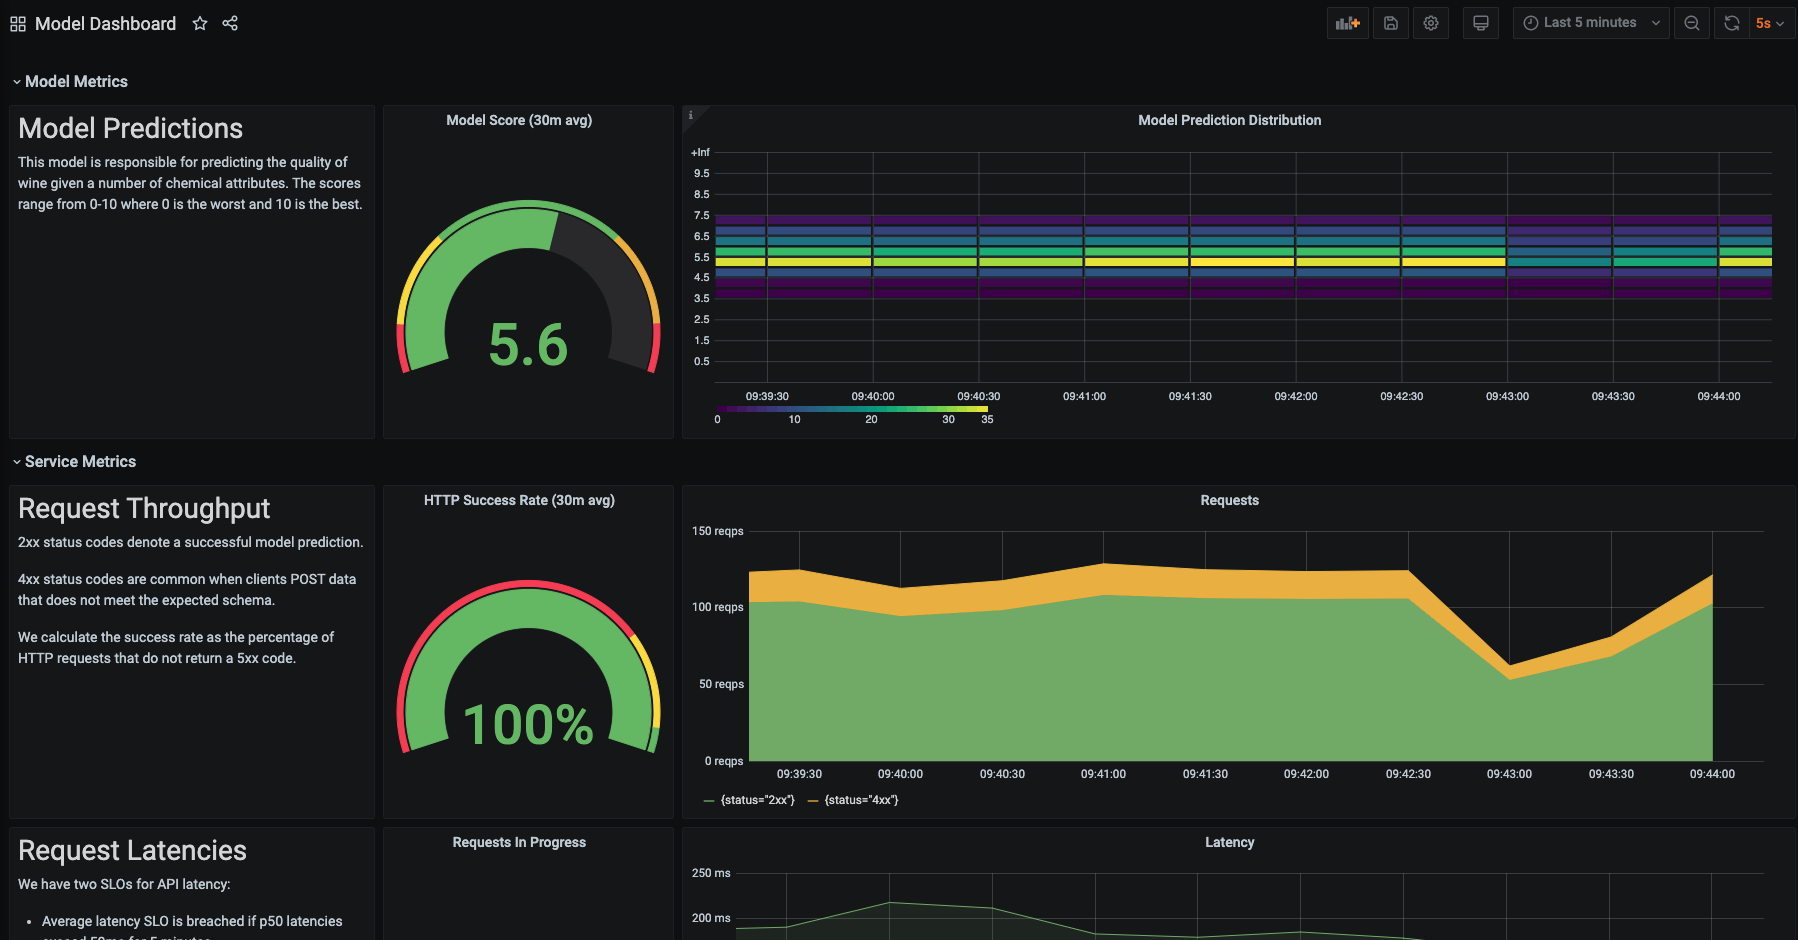 Model Dashboard
Last 5 minutes
5s
Model Metrics
Model Predictions
This model is responsible for predicting the quality of
wine given a number of chemical attributes. The scores
range from 0-10 where 0 is the worst and 10 is the best.
Model Score (30m avg)
5.6
i
Model Prediction Distribution
+Inf
9.5
8.5
7.5
6.5
5.5
4.5
3.5
2.5
1.5
0.5
09:39:30 09:40:00 09:40:30 09:41:00 09:41:30 09:42:00 09:42:30 09:43:00 09:43:30 09:44:00
0 10 20 30 35
Service Metrics
Request Throughput
2xx status codes denote a successful model prediction.
4xx status codes are common when clients POST data
that does not meet the expected schema.
We calculate the success rate as the percentage of
HTTP requests that do not return a 5xx code.
HTTP Success Rate (30m avg)
100%
Requests
150 reqps
100 reqps
50 reqps
0 reqps
09:39:30 09:40:00 09:40:30 09:41:00 09:41:30 09:42:00 09:42:30 09:43:00 09:43:30 09:44:00
{status="2xx"} {status="4xx"}
Request Latencies
We have two SLOs for API latency:
• Average latency SLO is breached if p50 latencies
Requests In Progress
Latency
250 ms
200 ms